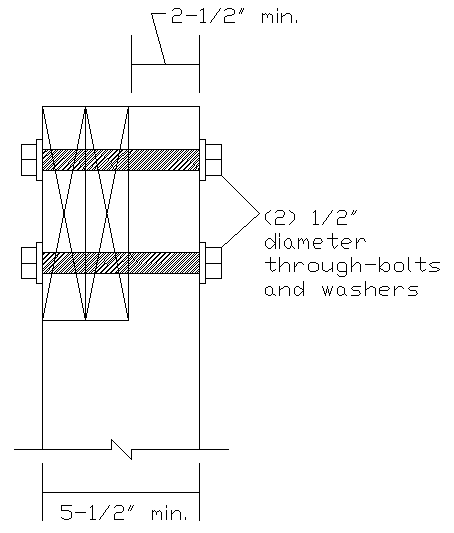 2-1/2" min.
(2) 1/2"
diameter
through-bolts
and washers
5-1/2" min.